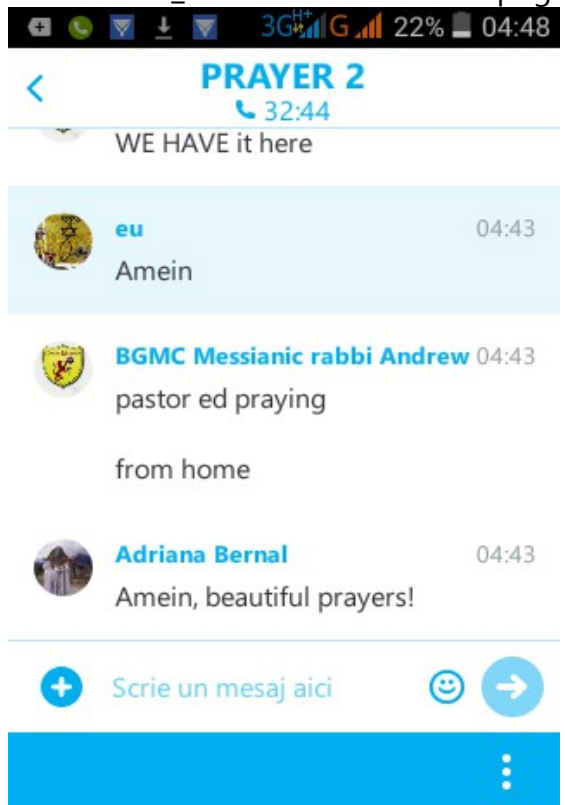 3G H+ G 22% 04:48
PRAYER 2
32:44
WE HAVE it here
eu 04:43
Amein
BGMC Messianic rabbi Andrew 04:43
pastor ed praying
from home
Adriana Bernal 04:43
Amein, beautiful prayers!
Scrie un mesaj aici